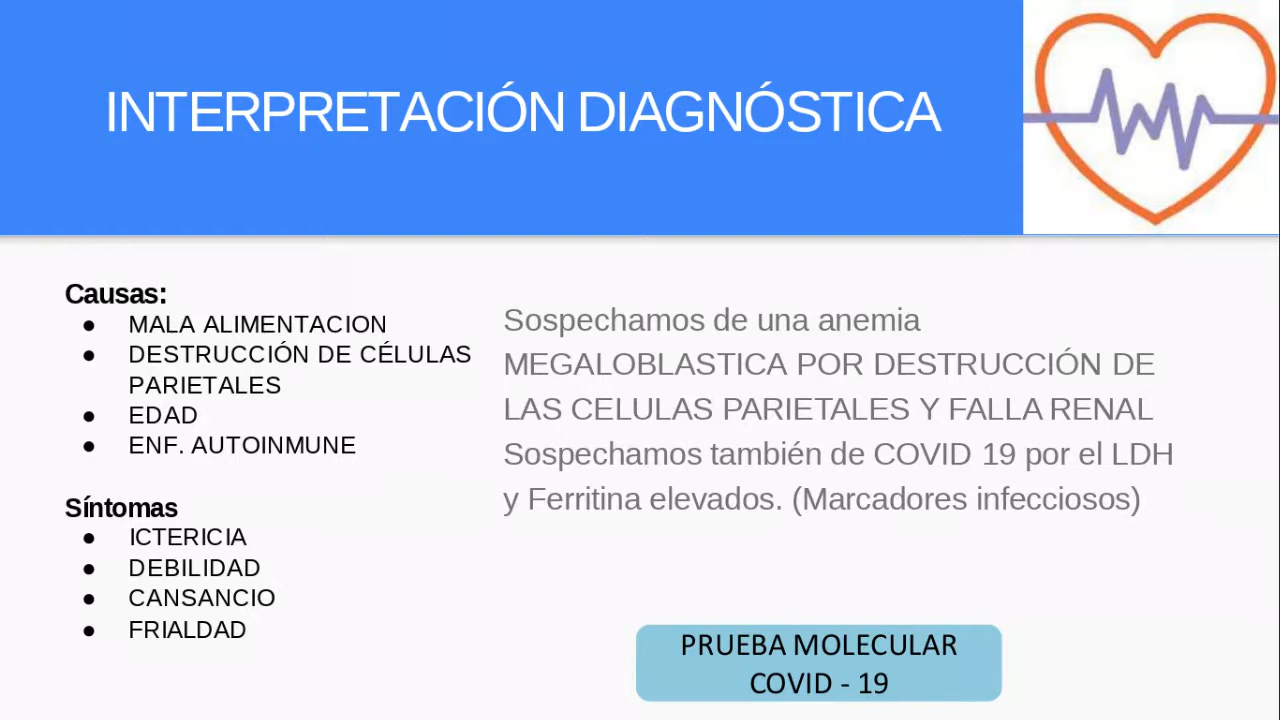 INTERPRETACIÓN DIAGNÓSTICA
Causas:
● MALA ALIMENTACION
● DESTRUCCIÓN DE CÉLULAS
PARIETALES
● EDAD
● ENF. AUTOINMUNE
Síntomas
● ICTERICIA
● DEBILIDAD
● CANSANCIO
● FRIALDAD
Sospechamos de una anemia
MEGALOBLASTICA POR DESTRUCCIÓN DE
LAS CELULAS PARIETALES Y FALLA RENAL
Sospechamos también de COVID 19 por el LDH
y Ferritina elevados. (Marcadores infecciosos)
PRUEBA MOLECULAR
COVID - 19